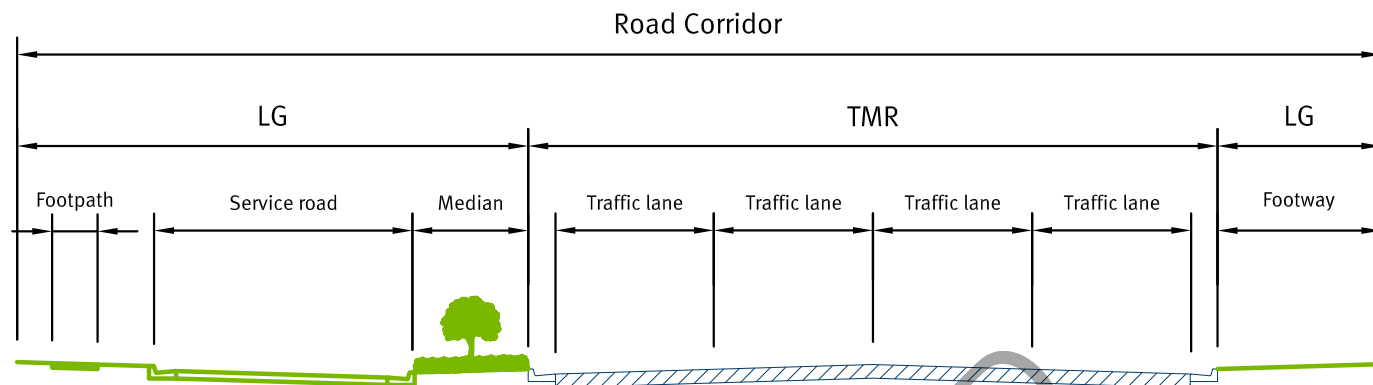 Road Corridor
LG TMR LG
Footpath Service road Median Traffic lane Traffic lane Traffic lane Traffic lane Footway